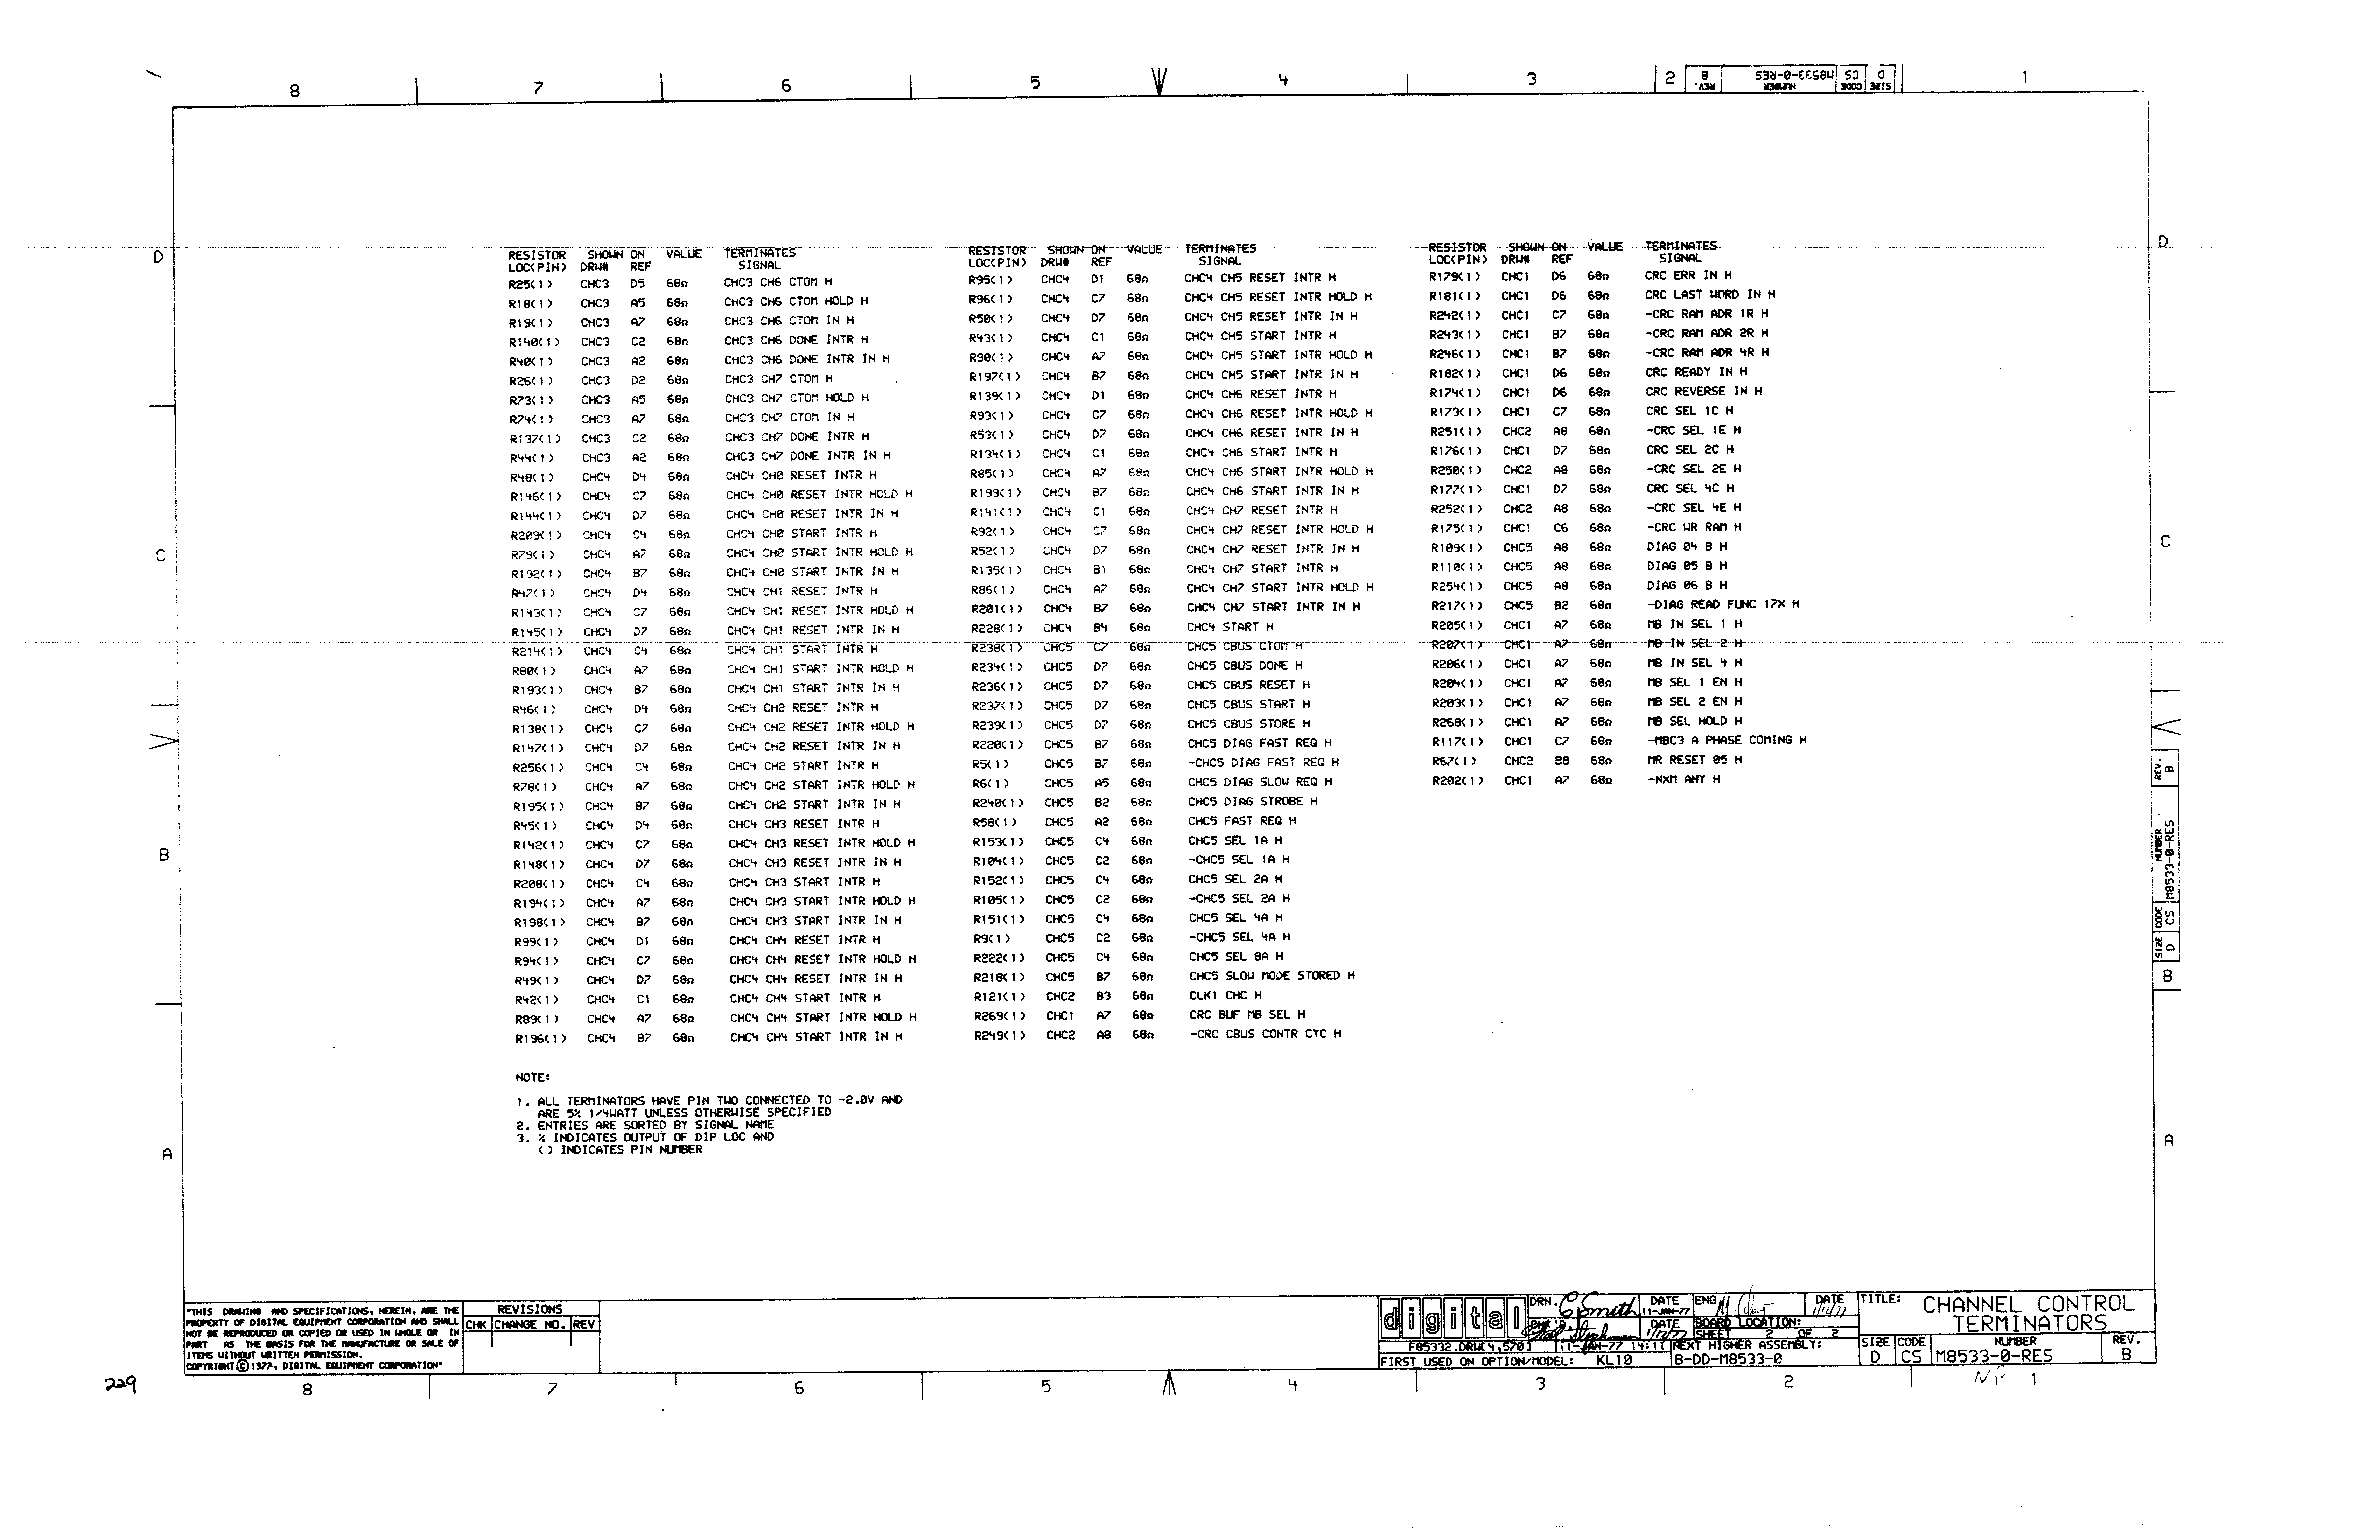 8 7 6 5 4 3 2 1
SIZE CODE NUMBER REV.
D CS M8533-0-RES B
RESISTOR SHOWN ON VALUE TERMINATES
LOC(PIN) DRW# REF SIGNAL
R25(1) CHC3 D5 68Ω CHC3 CH6 CTOM H
R18(1) CHC3 A5 68Ω CHC3 CH6 CTOM HOLD H
R19(1) CHC3 A7 68Ω CHC3 CH6 CTOM IN H
R140(1) CHC3 C2 68Ω CHC3 CH6 DONE INTR H
R40(1) CHC3 A2 68Ω CHC3 CH6 DONE INTR IN H
R26(1) CHC3 D2 68Ω CHC3 CH7 CTOM H
R73(1) CHC3 A5 68Ω CHC3 CH7 CTOM HOLD H
R74(1) CHC3 A7 68Ω CHC3 CH7 CTOM IN H
R137(1) CHC3 C2 68Ω CHC3 CH7 DONE INTR H
R44(1) CHC3 A2 68Ω CHC3 CH7 DONE INTR IN H
R48(1) CHC4 D4 68Ω CHC4 CH0 RESET INTR H
R146(1) CHC4 C7 68Ω CHC4 CH0 RESET INTR HOLD H
R144(1) CHC4 D7 68Ω CHC4 CH0 RESET INTR IN H
R209(1) CHC4 C4 68Ω CHC4 CH0 START INTR H
R79(1) CHC4 A7 68Ω CHC4 CH0 START INTR HOLD H
R192(1) CHC4 B7 68Ω CHC4 CH0 START INTR IN H
R47(1) CHC4 D4 68Ω CHC4 CH1 RESET INTR H
R143(1) CHC4 C7 68Ω CHC4 CH1 RESET INTR HOLD H
R145(1) CHC4 D7 68Ω CHC4 CH1 RESET INTR IN H
R214(1) CHC4 C4 68Ω CHC4 CH1 START INTR H
R80(1) CHC4 A7 68Ω CHC4 CH1 START INTR HOLD H
R193(1) CHC4 B7 68Ω CHC4 CH1 START INTR IN H
R46(1) CHC4 D4 68Ω CHC4 CH2 RESET INTR H
R138(1) CHC4 C7 68Ω CHC4 CH2 RESET INTR HOLD H
R147(1) CHC4 D7 68Ω CHC4 CH2 RESET INTR IN H
R256(1) CHC4 C4 68Ω CHC4 CH2 START INTR H
R78(1) CHC4 A7 68Ω CHC4 CH2 START INTR HOLD H
R195(1) CHC4 B7 68Ω CHC4 CH2 START INTR IN H
R45(1) CHC4 D4 68Ω CHC4 CH3 RESET INTR H
R142(1) CHC4 C7 68Ω CHC4 CH3 RESET INTR HOLD H
R148(1) CHC4 D7 68Ω CHC4 CH3 RESET INTR IN H
R208(1) CHC4 C4 68Ω CHC4 CH3 START INTR H
R194(1) CHC4 A7 68Ω CHC4 CH3 START INTR HOLD H
R198(1) CHC4 B7 68Ω CHC4 CH3 START INTR IN H
R99(1) CHC4 D1 68Ω CHC4 CH4 RESET INTR H
R94(1) CHC4 C7 68Ω CHC4 CH4 RESET INTR HOLD H
R49(1) CHC4 D7 68Ω CHC4 CH4 RESET INTR IN H
R42(1) CHC4 C1 68Ω CHC4 CH4 START INTR H
R89(1) CHC4 A7 68Ω CHC4 CH4 START INTR HOLD H
R196(1) CHC4 B7 68Ω CHC4 CH4 START INTR IN H
RESISTOR SHOWN ON VALUE TERMINATES
LOC(PIN) DRW# REF SIGNAL
R95(1) CHC4 D1 68Ω CHC4 CH5 RESET INTR H
R96(1) CHC4 C7 68Ω CHC4 CH5 RESET INTR HOLD H
R50(1) CHC4 D7 68Ω CHC4 CH5 RESET INTR IN H
R43(1) CHC4 C1 68Ω CHC4 CH5 START INTR H
R90(1) CHC4 A7 68Ω CHC4 CH5 START INTR HOLD H
R197(1) CHC4 B7 68Ω CHC4 CH5 START INTR IN H
R139(1) CHC4 D1 68Ω CHC4 CH6 RESET INTR H
R93(1) CHC4 C7 68Ω CHC4 CH6 RESET INTR HOLD H
R53(1) CHC4 D7 68Ω CHC4 CH6 RESET INTR IN H
R134(1) CHC4 C1 68Ω CHC4 CH6 START INTR H
R85(1) CHC4 A7 68Ω CHC4 CH6 START INTR HOLD H
R199(1) CHC4 B7 68Ω CHC4 CH6 START INTR IN H
R141(1) CHC4 C1 68Ω CHC4 CH7 RESET INTR H
R92(1) CHC4 C7 68Ω CHC4 CH7 RESET INTR HOLD H
R52(1) CHC4 D7 68Ω CHC4 CH7 RESET INTR IN H
R135(1) CHC4 B1 68Ω CHC4 CH7 START INTR H
R86(1) CHC4 A7 68Ω CHC4 CH7 START INTR HOLD H
R201(1) CHC4 B7 68Ω CHC4 CH7 START INTR IN H
R228(1) CHC4 B4 68Ω CHC4 START H
R238(1) CHC5 C7 68Ω CHC5 CBUS CTOM H
R234(1) CHC5 D7 68Ω CHC5 CBUS DONE H
R236(1) CHC5 D7 68Ω CHC5 CBUS RESET H
R237(1) CHC5 D7 68Ω CHC5 CBUS START H
R239(1) CHC5 D7 68Ω CHC5 CBUS STORE H
R220(1) CHC5 B7 68Ω CHC5 DIAG FAST REQ H
R5(1) CHC5 B7 68Ω -CHC5 DIAG FAST REQ H
R6(1) CHC5 A5 68Ω CHC5 DIAG SLOW REQ H
R240(1) CHC5 B2 68Ω CHC5 DIAG STROBE H
R58(1) CHC5 A2 68Ω CHC5 FAST REQ H
R153(1) CHC5 C4 68Ω CHC5 SEL 1A H
R104(1) CHC5 C2 68Ω -CHC5 SEL 1A H
R152(1) CHC5 C4 68Ω CHC5 SEL 2A H
R105(1) CHC5 C2 68Ω -CHC5 SEL 2A H
R151(1) CHC5 C4 68Ω CHC5 SEL 4A H
R9(1) CHC5 C2 68Ω -CHC5 SEL 4A H
R222(1) CHC5 C4 68Ω CHC5 SEL 8A H
R218(1) CHC5 B7 68Ω CHC5 SLOW MODE STORED H
R121(1) CHC2 B3 68Ω CLK1 CHC H
R269(1) CHC1 A7 68Ω CRC BUF MB SEL H
R249(1) CHC2 A8 68Ω -CRC CBUS CONTR CYC H
RESISTOR SHOWN ON VALUE TERMINATES
LOC(PIN) DRW# REF SIGNAL
R179(1) CHC1 D6 68Ω CRC ERR IN H
R181(1) CHC1 D6 68Ω CRC LAST WORD IN H
R242(1) CHC1 C7 68Ω -CRC RAM ADR 1R H
R243(1) CHC1 B7 68Ω -CRC RAM ADR 2R H
R246(1) CHC1 B7 68Ω -CRC RAM ADR 4R H
R182(1) CHC1 D6 68Ω CRC READY IN H
R174(1) CHC1 D6 68Ω CRC REVERSE IN H
R173(1) CHC1 C7 68Ω CRC SEL 1C H
R251(1) CHC2 A8 68Ω -CRC SEL 1E H
R176(1) CHC1 D7 68Ω CRC SEL 2C H
R250(1) CHC2 A8 68Ω -CRC SEL 2E H
R177(1) CHC1 D7 68Ω CRC SEL 4C H
R252(1) CHC2 A8 68Ω -CRC SEL 4E H
R175(1) CHC1 C6 68Ω -CRC WR RAM H
R109(1) CHC5 A8 68Ω DIAG 04 B H
R110(1) CHC5 A8 68Ω DIAG 05 B H
R254(1) CHC5 A8 68Ω DIAG 06 B H
R217(1) CHC5 B2 68Ω -DIAG READ FUNC 17X H
R205(1) CHC1 A7 68Ω MB IN SEL 1 H
R207(1) CHC1 A7 68Ω MB IN SEL 2 H
R206(1) CHC1 A7 68Ω MB IN SEL 4 H
R204(1) CHC1 A7 68Ω MB SEL 1 EN H
R203(1) CHC1 A7 68Ω MB SEL 2 EN H
R268(1) CHC1 A7 68Ω MB SEL HOLD H
R117(1) CHC1 C7 68Ω -MBC3 A PHASE COMING H
R67(1) CHC2 B8 68Ω MR RESET 05 H
R202(1) CHC1 A7 68Ω -NXM ANY H
NOTE:
1. ALL TERMINATORS HAVE PIN TWO CONNECTED TO -2.0V AND
ARE 5% 1/4WATT UNLESS OTHERWISE SPECIFIED
2. ENTRIES ARE SORTED BY SIGNAL NAME
3. % INDICATES OUTPUT OF DIP LOC AND
() INDICATES PIN NUMBER
D
C
B
A
D
C
B
A
SIZE CODE NUMBER REV.
D CS M8533-0-RES B
"THIS DRAWING AND SPECIFICATIONS, HEREIN, ARE THE
PROPERTY OF DIGITAL EQUIPMENT CORPORATION AND SHALL
NOT BE REPRODUCED OR COPIED OR USED IN WHOLE OR IN
PART AS THE BASIS FOR THE MANUFACTURE OR SALE OF
ITEMS WITHOUT WRITTEN PERMISSION.
COPYRIGHT © 1977, DIGITAL EQUIPMENT CORPORATION"
REVISIONS
CHK CHANGE NO. REV
digital
DRN. C Smith DATE 11-JAN-77
ENG DATE
DATE 1/12/77
BOARD LOCATION:
SHEET 2 OF 2
F85332.DRW[4,570] 11-JAN-77 14:11
NEXT HIGHER ASSEMBLY:
FIRST USED ON OPTION/MODEL: KL10
B-DD-M8533-0
TITLE: CHANNEL CONTROL
TERMINATORS
SIZE CODE NUMBER REV.
D CS M8533-0-RES B
229
8 7 6 5 4 3 2 1